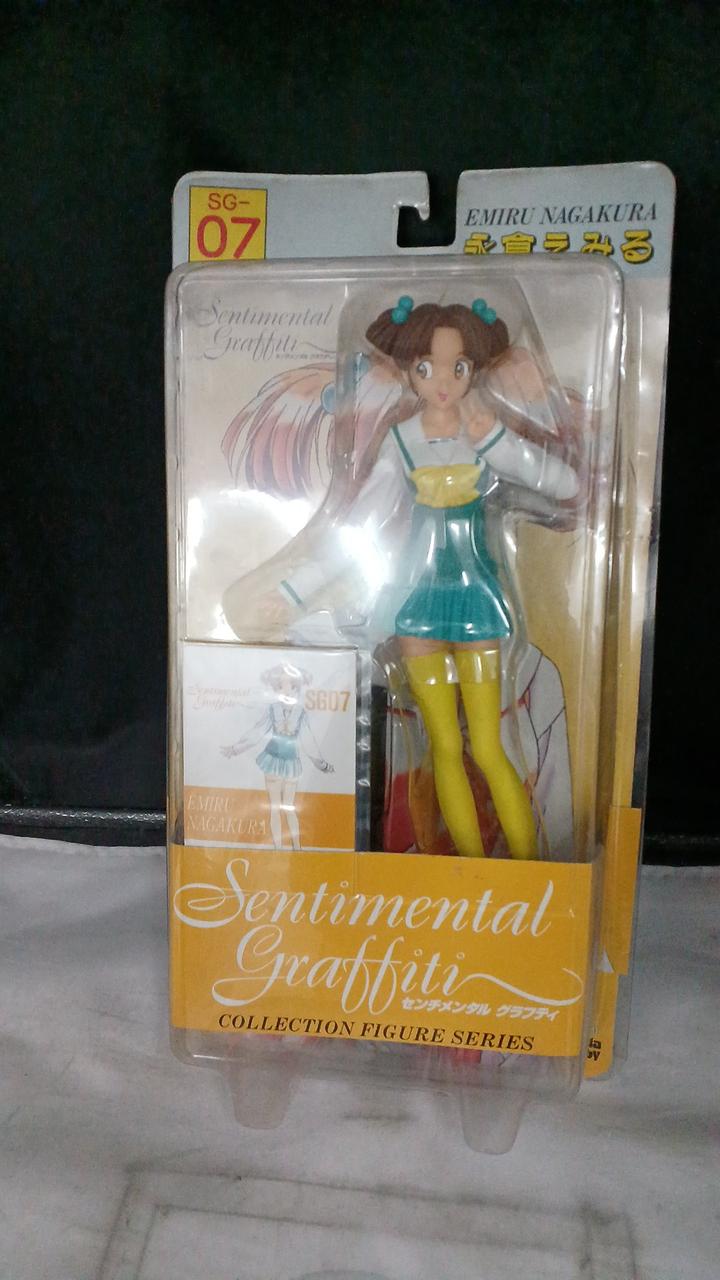 SG-
07
EMIRU NAGAKURA
永倉えみる
Sentimental
Graffiti
センチメンタル グラフティ
Sentimental
Graffiti
SG07
EMIRU
NAGAKURA
Sentimental
Graffiti
センチメンタル グラフティ
COLLECTION FIGURE SERIES